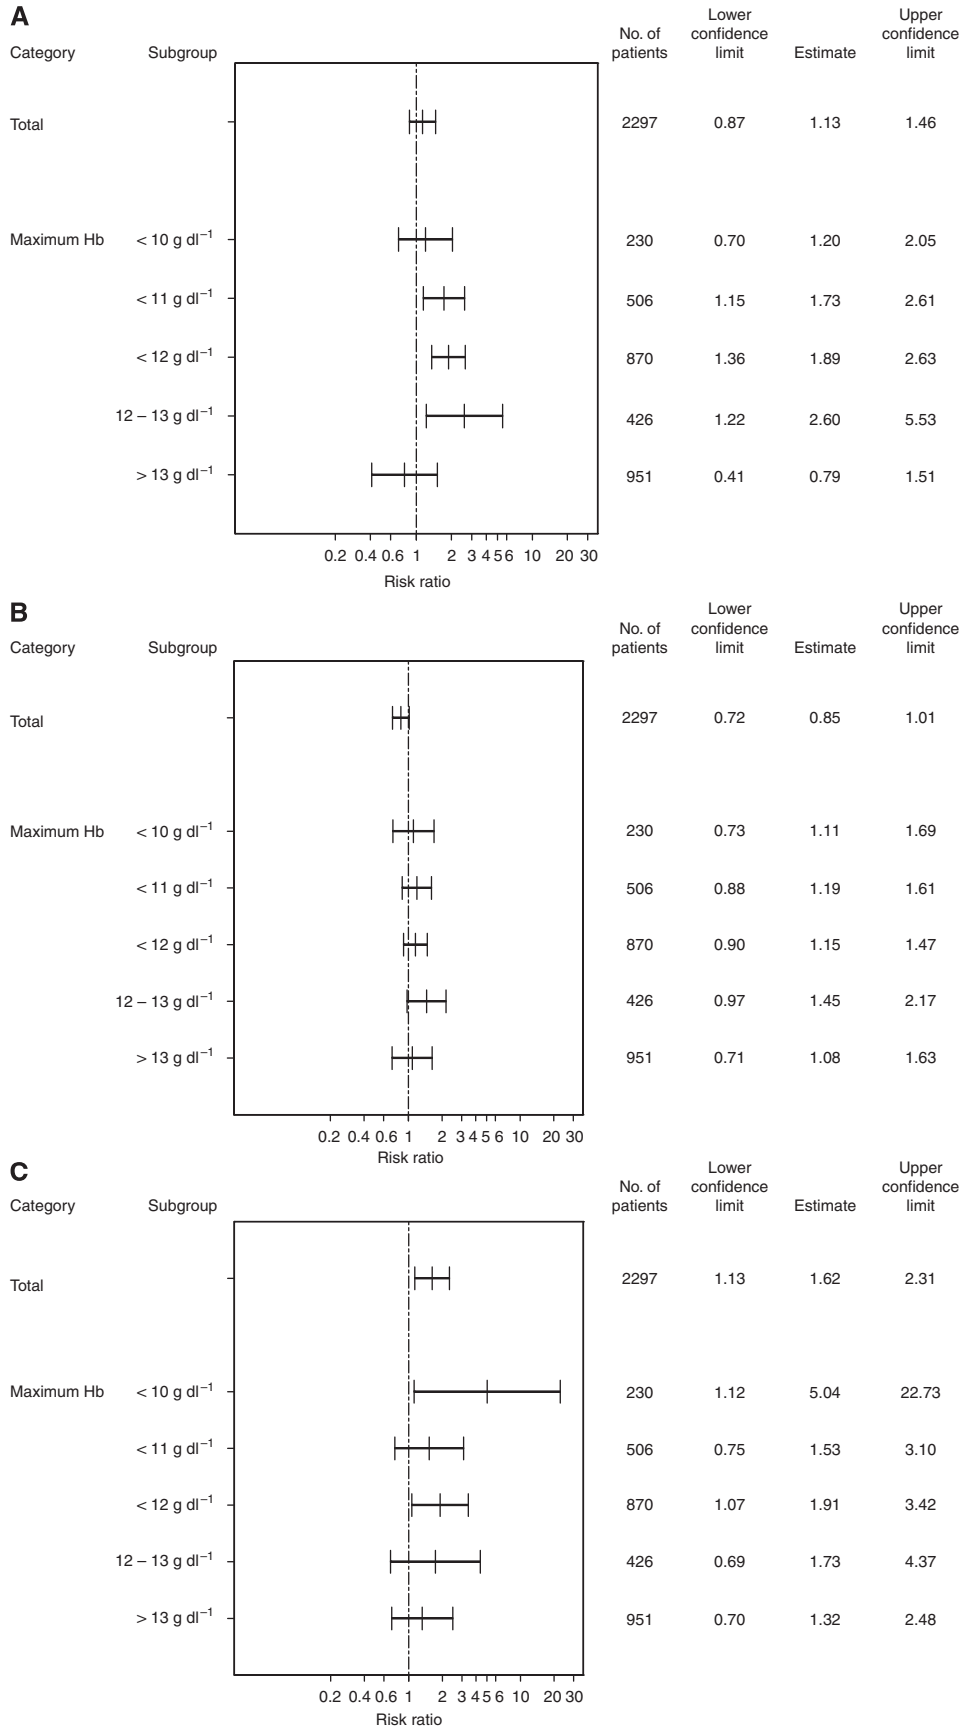 A
Category Subgroup No. of patients Lower confidence limit Estimate Upper confidence limit
Total 2297 0.87 1.13 1.46
Maximum Hb < 10 g dl⁻¹ 230 0.70 1.20 2.05
< 11 g dl⁻¹ 506 1.15 1.73 2.61
< 12 g dl⁻¹ 870 1.36 1.89 2.63
12 – 13 g dl⁻¹ 426 1.22 2.60 5.53
> 13 g dl⁻¹ 951 0.41 0.79 1.51
0.2 0.4 0.6 1 2 3 4 5 6 10 20 30
Risk ratio
B
Category Subgroup No. of patients Lower confidence limit Estimate Upper confidence limit
Total 2297 0.72 0.85 1.01
Maximum Hb < 10 g dl⁻¹ 230 0.73 1.11 1.69
< 11 g dl⁻¹ 506 0.88 1.19 1.61
< 12 g dl⁻¹ 870 0.90 1.15 1.47
12 – 13 g dl⁻¹ 426 0.97 1.45 2.17
> 13 g dl⁻¹ 951 0.71 1.08 1.63
0.2 0.4 0.6 1 2 3 4 5 6 10 20 30
Risk ratio
C
Category Subgroup No. of patients Lower confidence limit Estimate Upper confidence limit
Total 2297 1.13 1.62 2.31
Maximum Hb < 10 g dl⁻¹ 230 1.12 5.04 22.73
< 11 g dl⁻¹ 506 0.75 1.53 3.10
< 12 g dl⁻¹ 870 1.07 1.91 3.42
12 – 13 g dl⁻¹ 426 0.69 1.73 4.37
> 13 g dl⁻¹ 951 0.70 1.32 2.48
0.2 0.4 0.6 1 2 3 4 5 6 10 20 30
Risk ratio